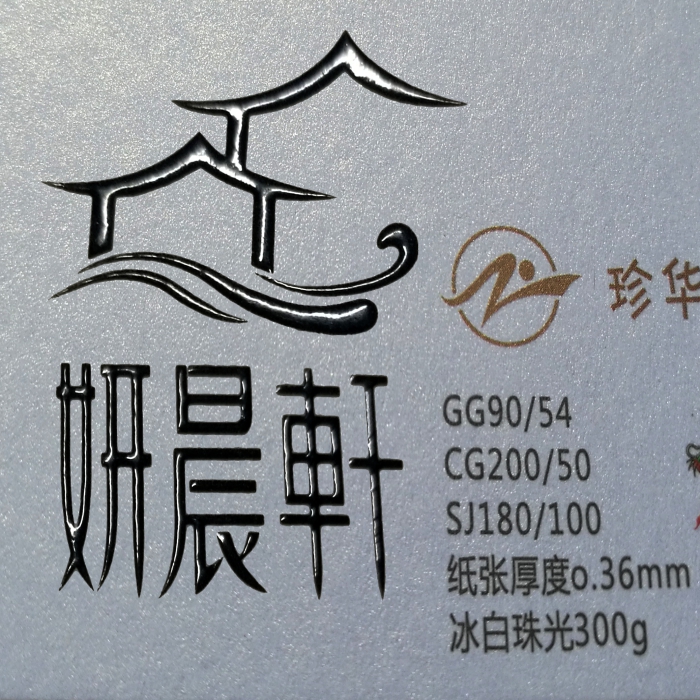 妍晨軒
珍华
GG90/54
CG200/50
SJ180/100
纸张厚度o.36mm
冰白珠光300g